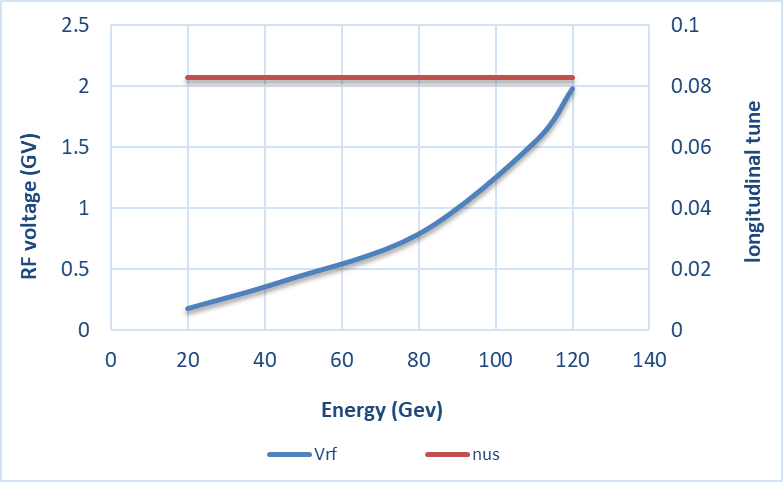 2.5
2
1.5
1
0.5
0
0.1
0.08
0.06
0.04
0.02
0
0 20 40 60 80 100 120 140
RF voltage (GV)
longitudinal tune
Energy (Gev)
Vrf nus